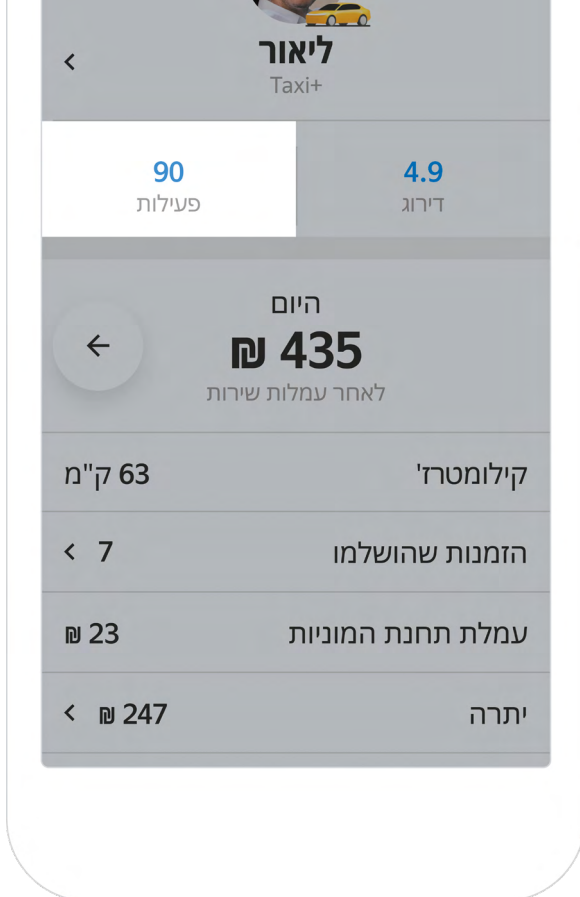 ליאור
Taxi+
4.9
דירוג
90
פעילות
היום
435 ₪
לאחר עמלות שירות
קילומטרז'
63 ק"מ
הזמנות שהושלמו
7
עמלת תחנת המוניות
23 ₪
יתרה
247 ₪